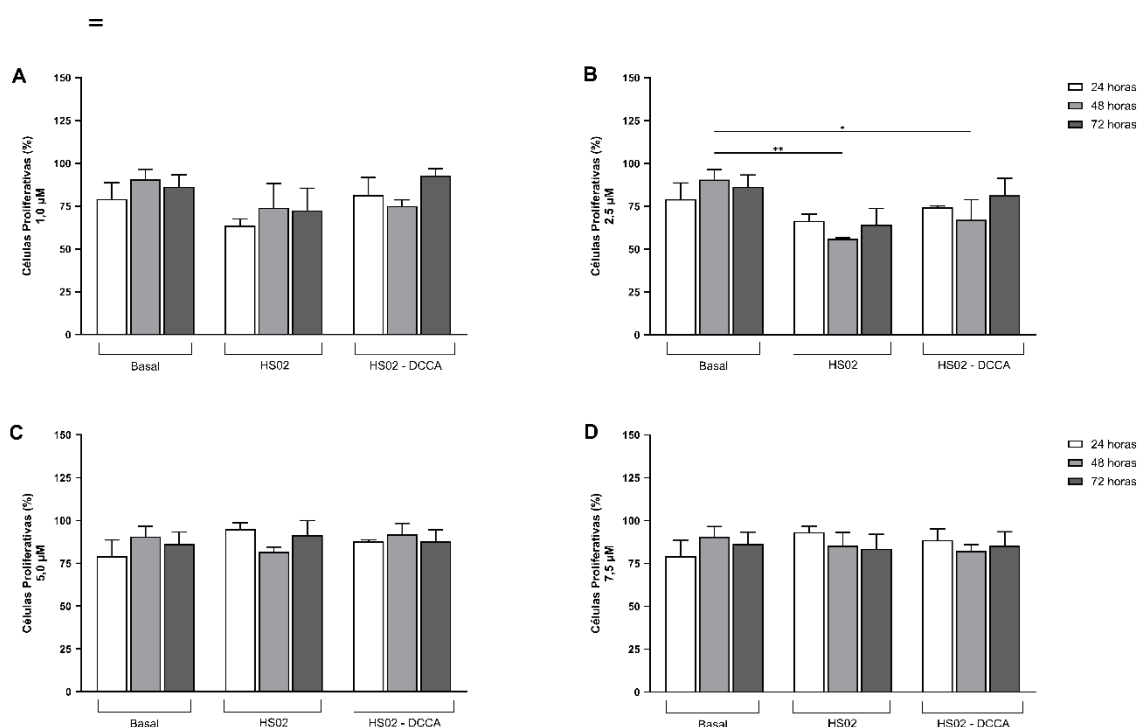 =
A
Células Proliferativas (%)
1,0 µM
150
125
100
75
50
25
0
Basal
HS02
HS02 - DCCA
B
Células Proliferativas (%)
2,5 µM
150
125
100
75
50
25
0
*
**
Basal
HS02
HS02 - DCCA
24 horas
48 horas
72 horas
C
Células Proliferativas (%)
5,0 µM
150
125
100
75
50
25
0
Basal
HS02
HS02 - DCCA
D
Células Proliferativas (%)
7,5 µM
150
125
100
75
50
25
0
Basal
HS02
HS02 - DCCA
24 horas
48 horas
72 horas